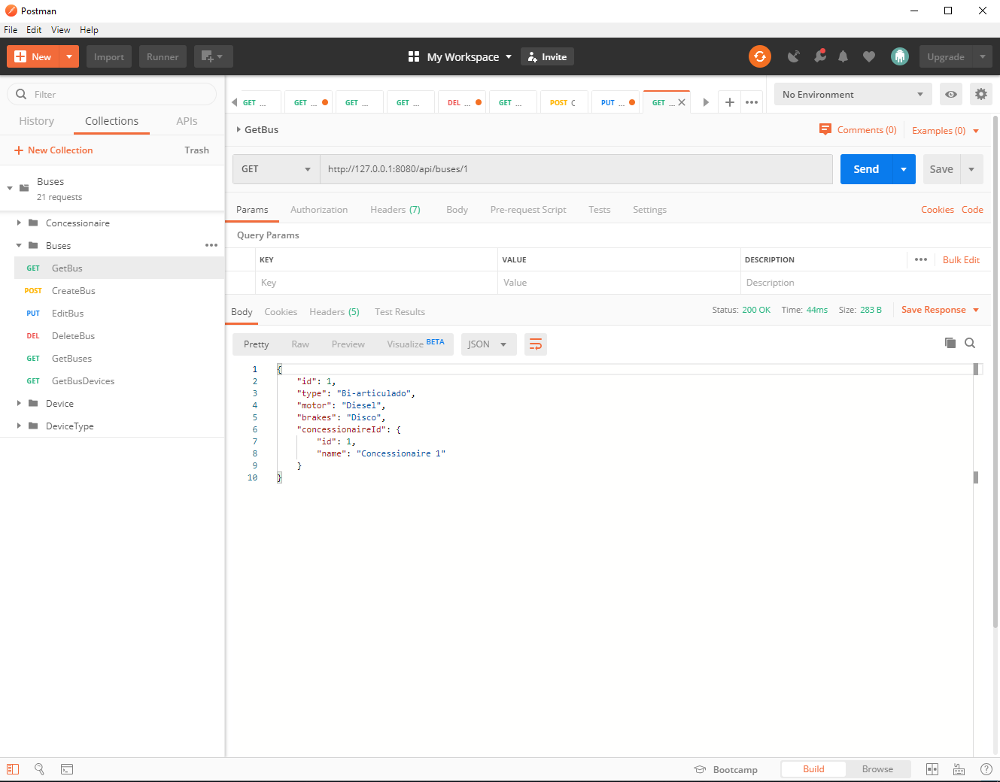 Postman
File Edit View Help
New Import Runner My Workspace Invite Upgrade
Filter
History Collections APIs
New Collection Trash
Buses
21 requests
Concessionaire
Buses
GET GetBus
POST CreateBus
PUT EditBus
DEL DeleteBus
GET GetBuses
GET GetBusDevices
Device
DeviceType
GET ... GET ... GET ... GET ... DEL ... GET ... POST C PUT ... GET ...
No Environment
GetBus
Comments (0) Examples (0)
GET http://127.0.0.1:8080/api/buses/1 Send Save
Params Authorization Headers (7) Body Pre-request Script Tests Settings Cookies Code
Query Params
KEY VALUE DESCRIPTION Bulk Edit
Key Value Description
Body Cookies Headers (5) Test Results Status: 200 OK Time: 44ms Size: 283 B Save Response
Pretty Raw Preview Visualize BETA JSON
1 {
2 "id": 1,
3 "type": "Bi-articulado",
4 "motor": "Diesel",
5 "brakes": "Disco",
6 "concessionaireId": {
7 "id": 1,
8 "name": "Concessionaire 1"
9 }
10 }
Bootcamp Build Browse